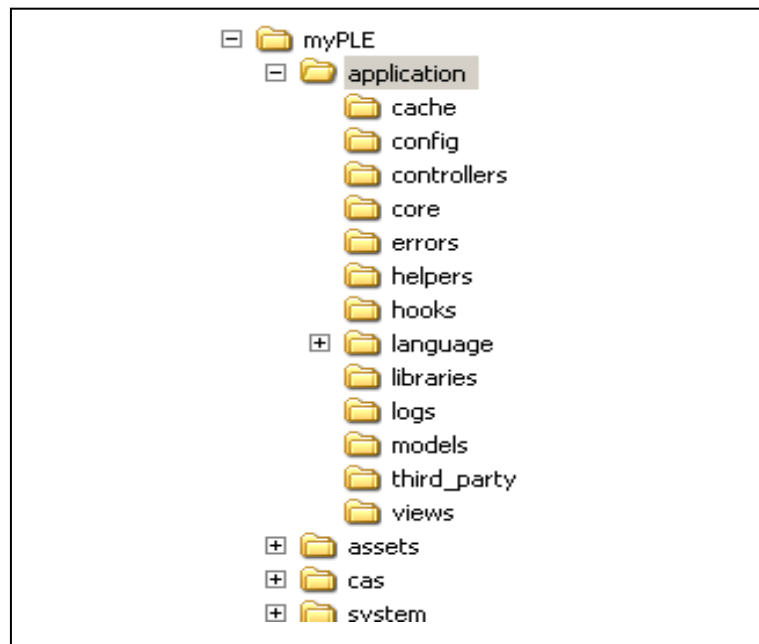 myPLE
application
cache
config
controllers
core
errors
helpers
hooks
language
libraries
logs
models
third_party
views
assets
cas
system